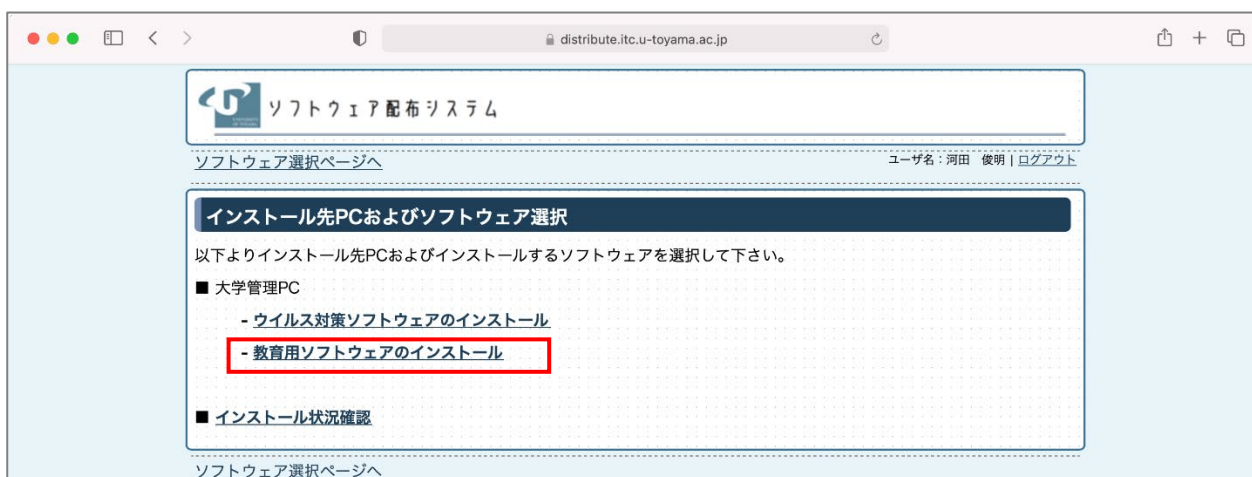 distribute.itc.u-toyama.ac.jp
ソフトウェア配布システム
ソフトウェア選択ページへ
ユーザ名：河田　俊明 | ログアウト
インストール先PCおよびソフトウェア選択
以下よりインストール先PCおよびインストールするソフトウェアを選択して下さい。
■ 大学管理PC
- ウイルス対策ソフトウェアのインストール
- 教育用ソフトウェアのインストール
■ インストール状況確認
ソフトウェア選択ページへ